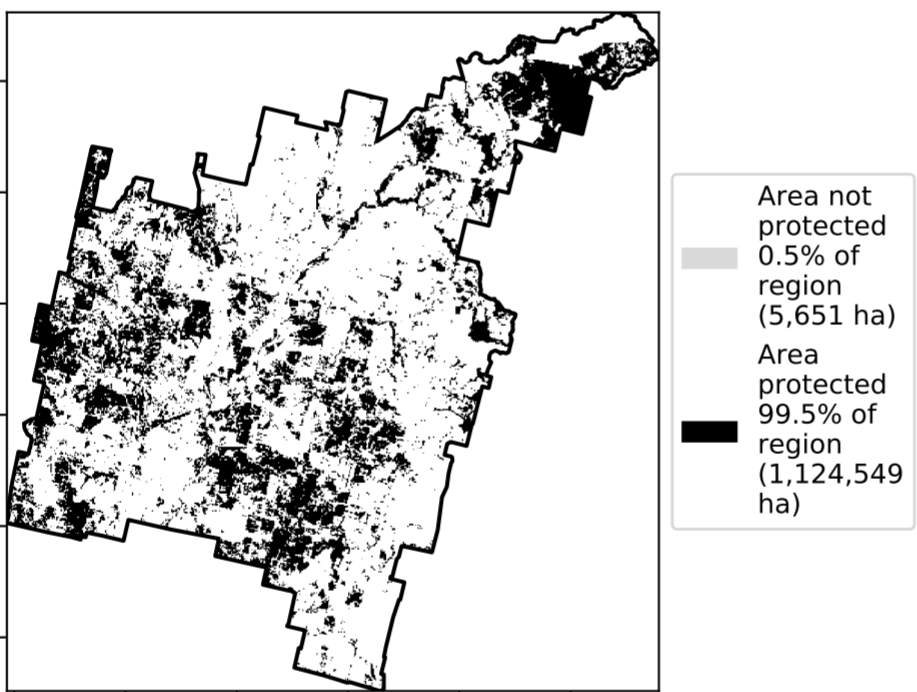 Area not
protected
0.5% of
region
(5,651 ha)
Area
protected
99.5% of
region
(1,124,549
ha)